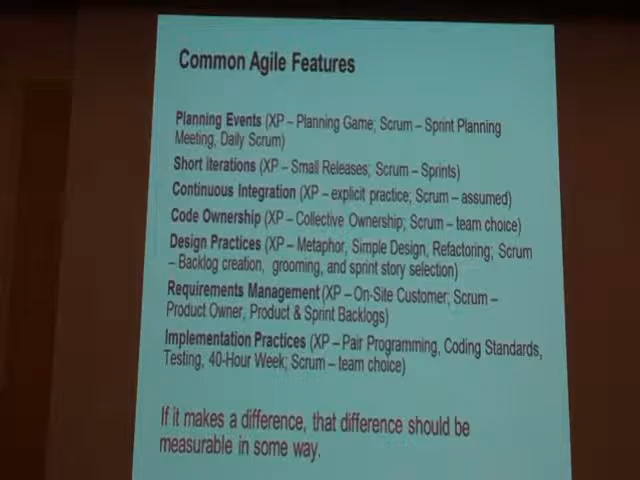 Common Agile Features
Planning Events (XP – Planning Game; Scrum – Sprint Planning
Meeting, Daily Scrum)
Short Iterations (XP – Small Releases; Scrum – Sprints)
Continuous Integration (XP – explicit practice; Scrum – assumed)
Code Ownership (XP – Collective Ownership; Scrum – team choice)
Design Practices (XP – Metaphor, Simple Design, Refactoring; Scrum
– Backlog creation, grooming, and sprint story selection)
Requirements Management (XP – On-Site Customer; Scrum –
Product Owner, Product & Sprint Backlogs)
Implementation Practices (XP – Pair Programming, Coding Standards,
Testing, 40-Hour Week; Scrum – team choice)
If it makes a difference, that difference should be
measurable in some way.